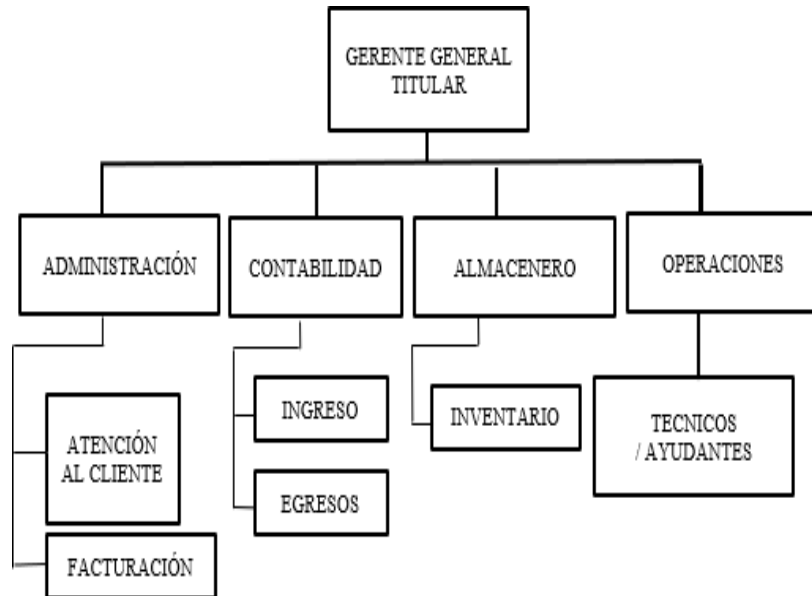 GERENTE GENERAL
TITULAR
ADMINISTRACIÓN
CONTABILIDAD
ALMACENERO
OPERACIONES
ATENCIÓN
AL CLIENTE
FACTURACIÓN
INGRESO
EGRESOS
INVENTARIO
TECNICOS
/ AYUDANTES